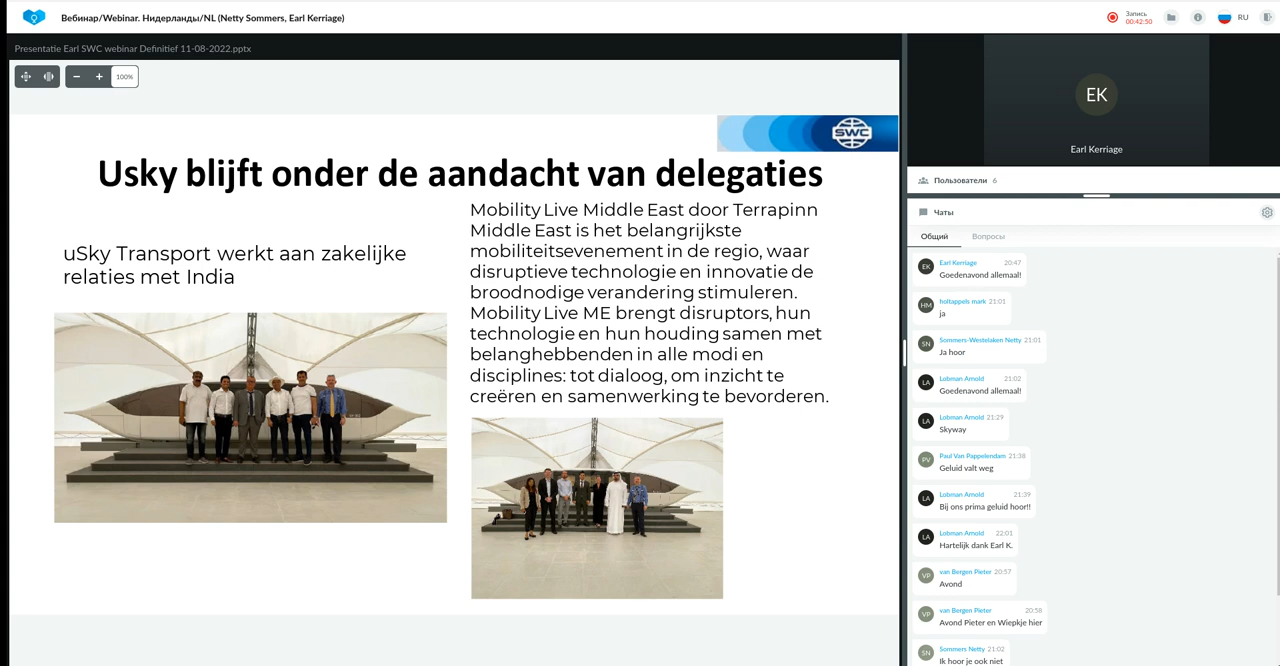 Вебинар/Webinar. Нидерланды/NL (Netty Sommers, Earl Kerriage)
Запись
00:42:50
RU
Presentatie Earl SWC webinar Definitief 11-08-2022.pptx
100%
SWC
Usky blijft onder de aandacht van delegaties
uSky Transport werkt aan zakelijke
relaties met India
Mobility Live Middle East door Terrapinn
Middle East is het belangrijkste
mobiliteitsevenement in de regio, waar
disruptieve technologie en innovatie de
broodnodige verandering stimuleren.
Mobility Live ME brengt disruptors, hun
technologie en hun houding samen met
belanghebbenden in alle modi en
disciplines: tot dialoog, om inzicht te
creëren en samenwerking te bevorderen.
EK
Earl Kerriage
Пользователи 6
Чаты
Общий Вопросы
EK Earl Kerriage 20:47
Goedenavond allemaal!
HM holtappels mark 21:01
ja
SN Sommers-Westelaken Netty 21:01
Ja hoor
LA Lobman Arnold 21:02
Goedenavond allemaal!
LA Lobman Arnold 21:29
Skyway
PV Paul Van Pappelendam 21:38
Geluid valt weg
LA Lobman Arnold 21:39
Bij ons prima geluid hoor!!
LA Lobman Arnold 22:01
Hartelijk dank Earl K.
VP van Bergen Pieter 20:57
Avond
VP van Bergen Pieter 20:58
Avond Pieter en Wiepkje hier
SN Sommers Netty 21:02
Ik hoor je ook niet